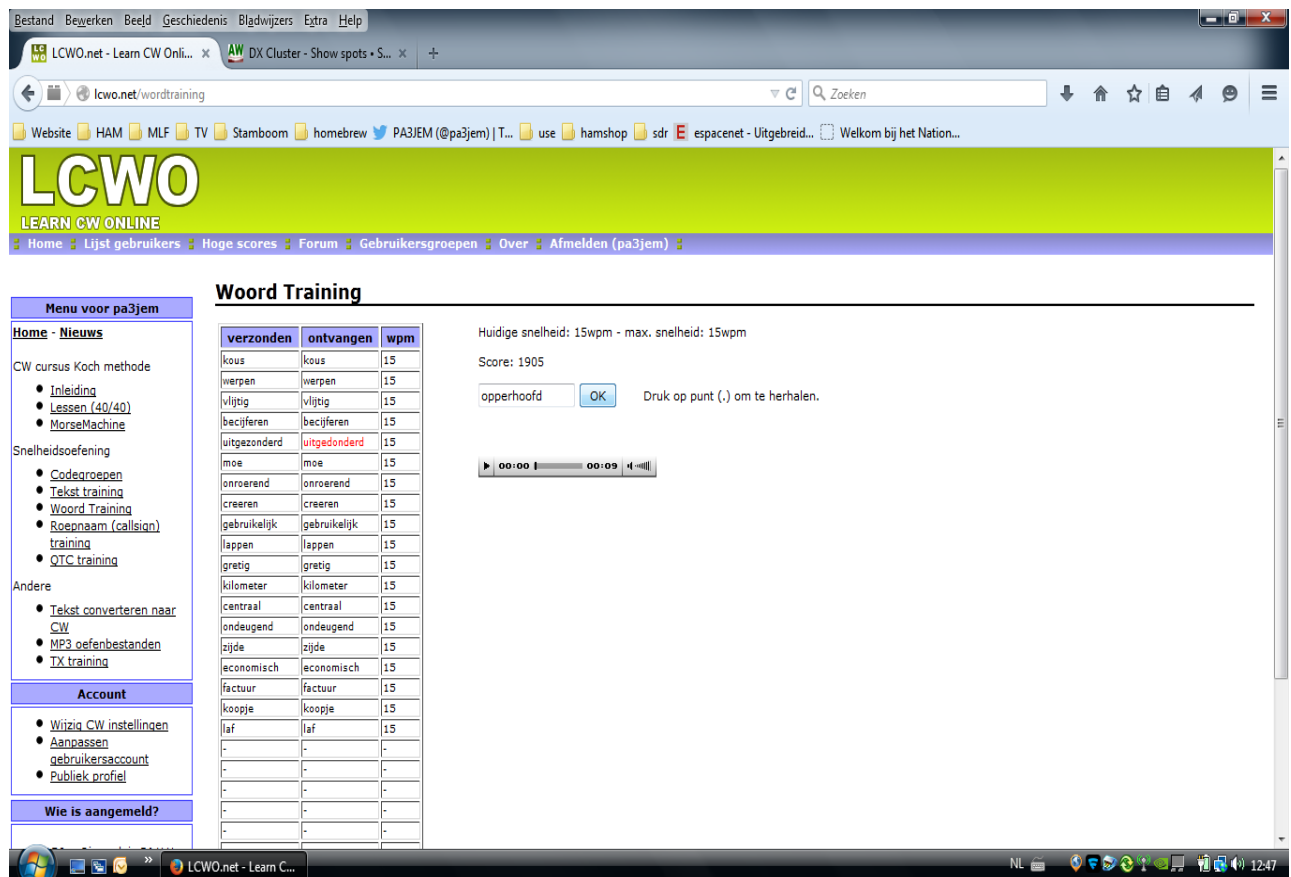 Bestand Bewerken Beeld Geschiedenis Bladwijzers Extra Help
LCWO.net - Learn CW Onli... DX Cluster - Show spots • S...
lcwo.net/wordtraining Zoeken
Website HAM MLF TV Stamboom homebrew PA3JEM (@pa3jem) | T... use hamshop sdr E espacenet - Uitgebreid... Welkom bij het Nation...
LCWO
LEARN CW ONLINE
Home Lijst gebruikers Hoge scores Forum Gebruikersgroepen Over Afmelden (pa3jem)
Menu voor pa3jem
Home - Nieuws
CW cursus Koch methode
Inleiding
Lessen (40/40)
MorseMachine
Snelheidsoefening
Codegroepen
Tekst training
Woord Training
Roepnaam (callsign)
training
QTC training
Andere
Tekst converteren naar
CW
MP3 oefenbestanden
TX training
Account
Wijzig CW instellingen
Aanpassen
gebruikersaccount
Publiek profiel
Wie is aangemeld?
Woord Training
verzonden ontvangen wpm
kous kous 15
werpen werpen 15
vlijtig vlijtig 15
becijferen becijferen 15
uitgezonderd uitgedonderd 15
moe moe 15
onroerend onroerend 15
creeren creeren 15
gebruikelijk gebruikelijk 15
lappen lappen 15
gretig gretig 15
kilometer kilometer 15
centraal centraal 15
ondeugend ondeugend 15
zijde zijde 15
economisch economisch 15
factuur factuur 15
koopje koopje 15
laf laf 15
- -
- -
- -
- -
- -
Huidige snelheid: 15wpm - max. snelheid: 15wpm
Score: 1905
opperhoofd OK Druk op punt (.) om te herhalen.
00:00 00:09
LCWO.net - Learn C... NL 12:47